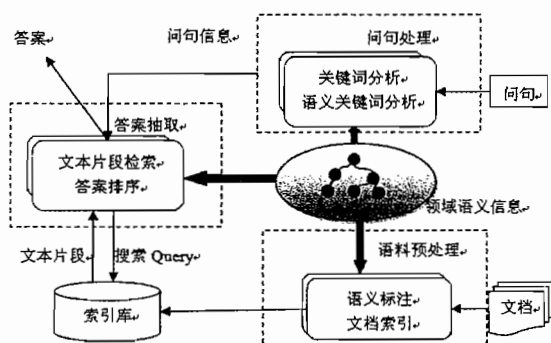 答案
问句信息
问句处理
关键词分析
语义关键词分析
问句
答案抽取
文本片段检索
答案排序
领域语义信息
文本片段
搜索 Query
语料预处理
索引库
语义标注
文档索引
文档